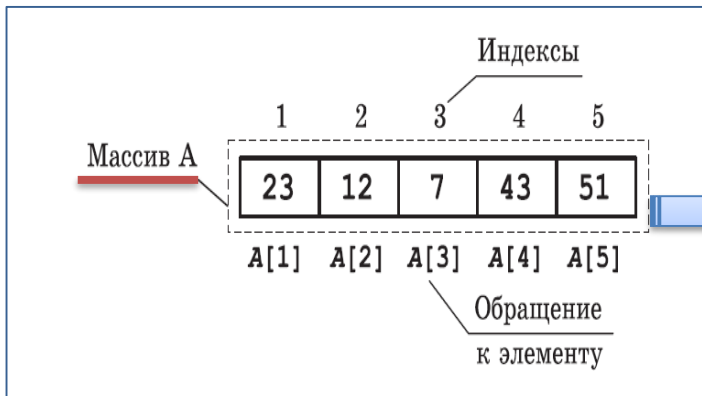 Индексы
1 2 3 4 5
Массив А
23 12 7 43 51
A[1] A[2] A[3] A[4] A[5]
Обращение
к элементу